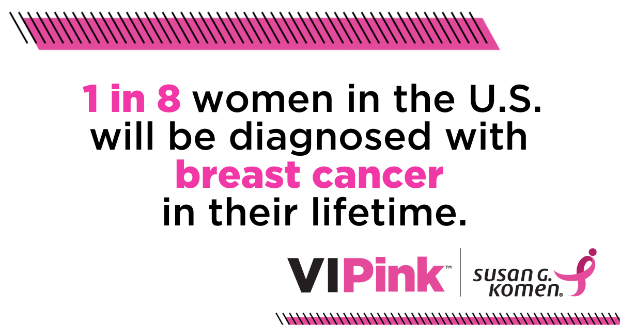 1 in 8 women in the U.S.
will be diagnosed with
breast cancer
in their lifetime.
VIPink™
susan G.
Komen®